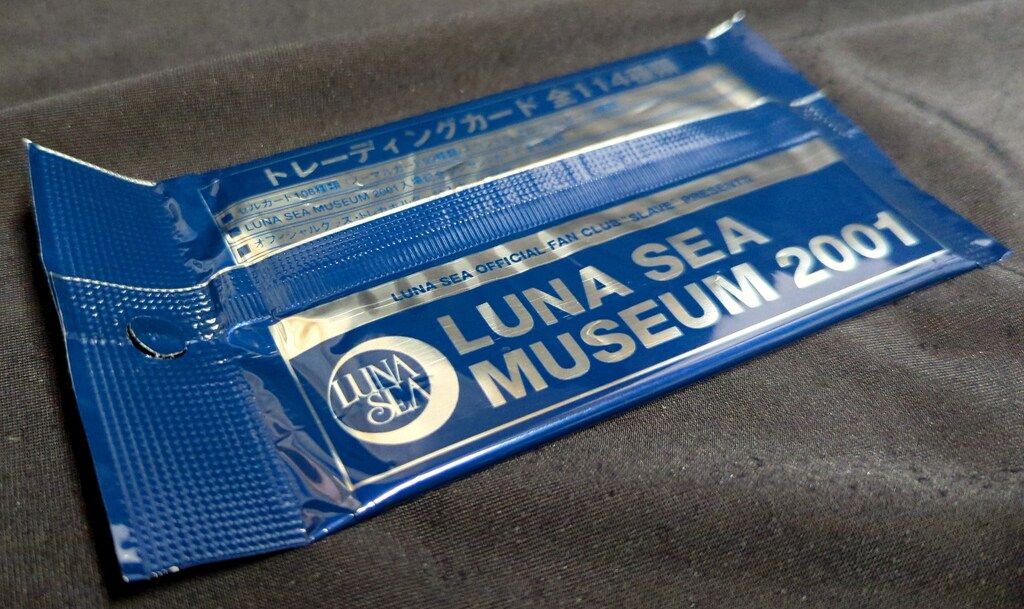 トレーディングカード 全114種類
LUNA SEA MUSEUM 2001
LUNA SEA OFFICIAL FAN CLUB "SLAVE" PRESENTS
LUNA SEA
MUSEUM 2001
LUNA
SEA